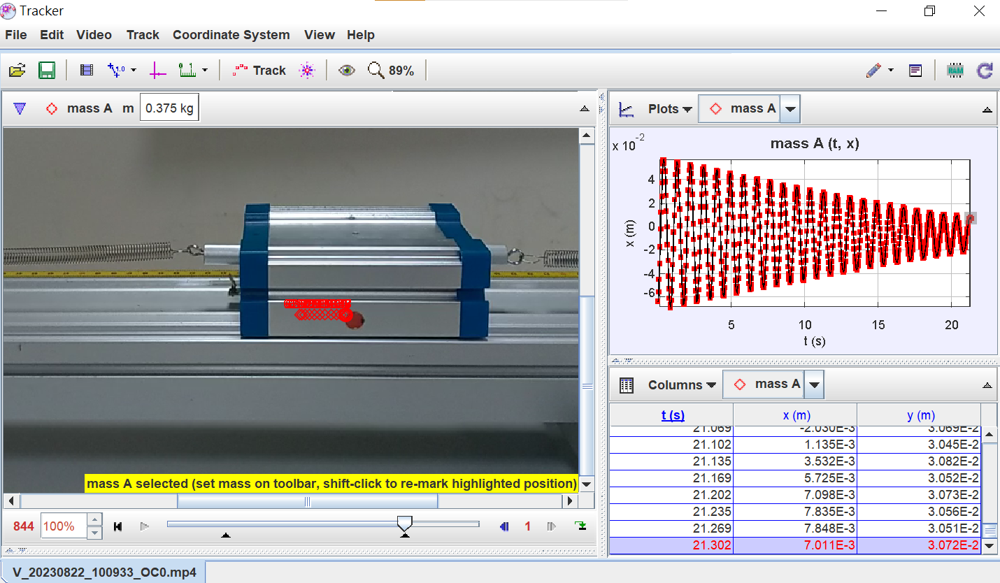 Tracker
File Edit Video Track Coordinate System View Help
1.0 Track 89% RAM
mass A m 0.375 kg
mass A selected (set mass on toolbar, shift-click to re-mark highlighted position)
844 100% 1
Plots mass A
x 10-2
mass A (t, x)
4
2
0
-2
-4
-6
x (m)
5 10 15 20
t (s)
Columns mass A
t (s) x (m) y (m)
21.069 -2.030E-3 3.069E-2
21.102 1.135E-3 3.045E-2
21.135 3.532E-3 3.082E-2
21.169 5.725E-3 3.052E-2
21.202 7.098E-3 3.073E-2
21.235 7.835E-3 3.056E-2
21.269 7.848E-3 3.051E-2
21.302 7.011E-3 3.072E-2
V_20230822_100933_OC0.mp4